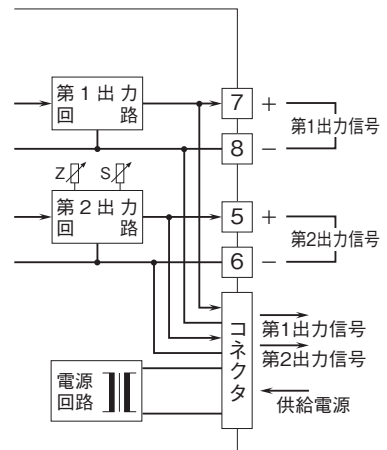 第1出力
回 路
7
+
第1出力信号
8
−
Z S
第2出力
回 路
5
+
第2出力信号
6
−
コネクタ
第1出力信号
第2出力信号
供給電源
電源
回路